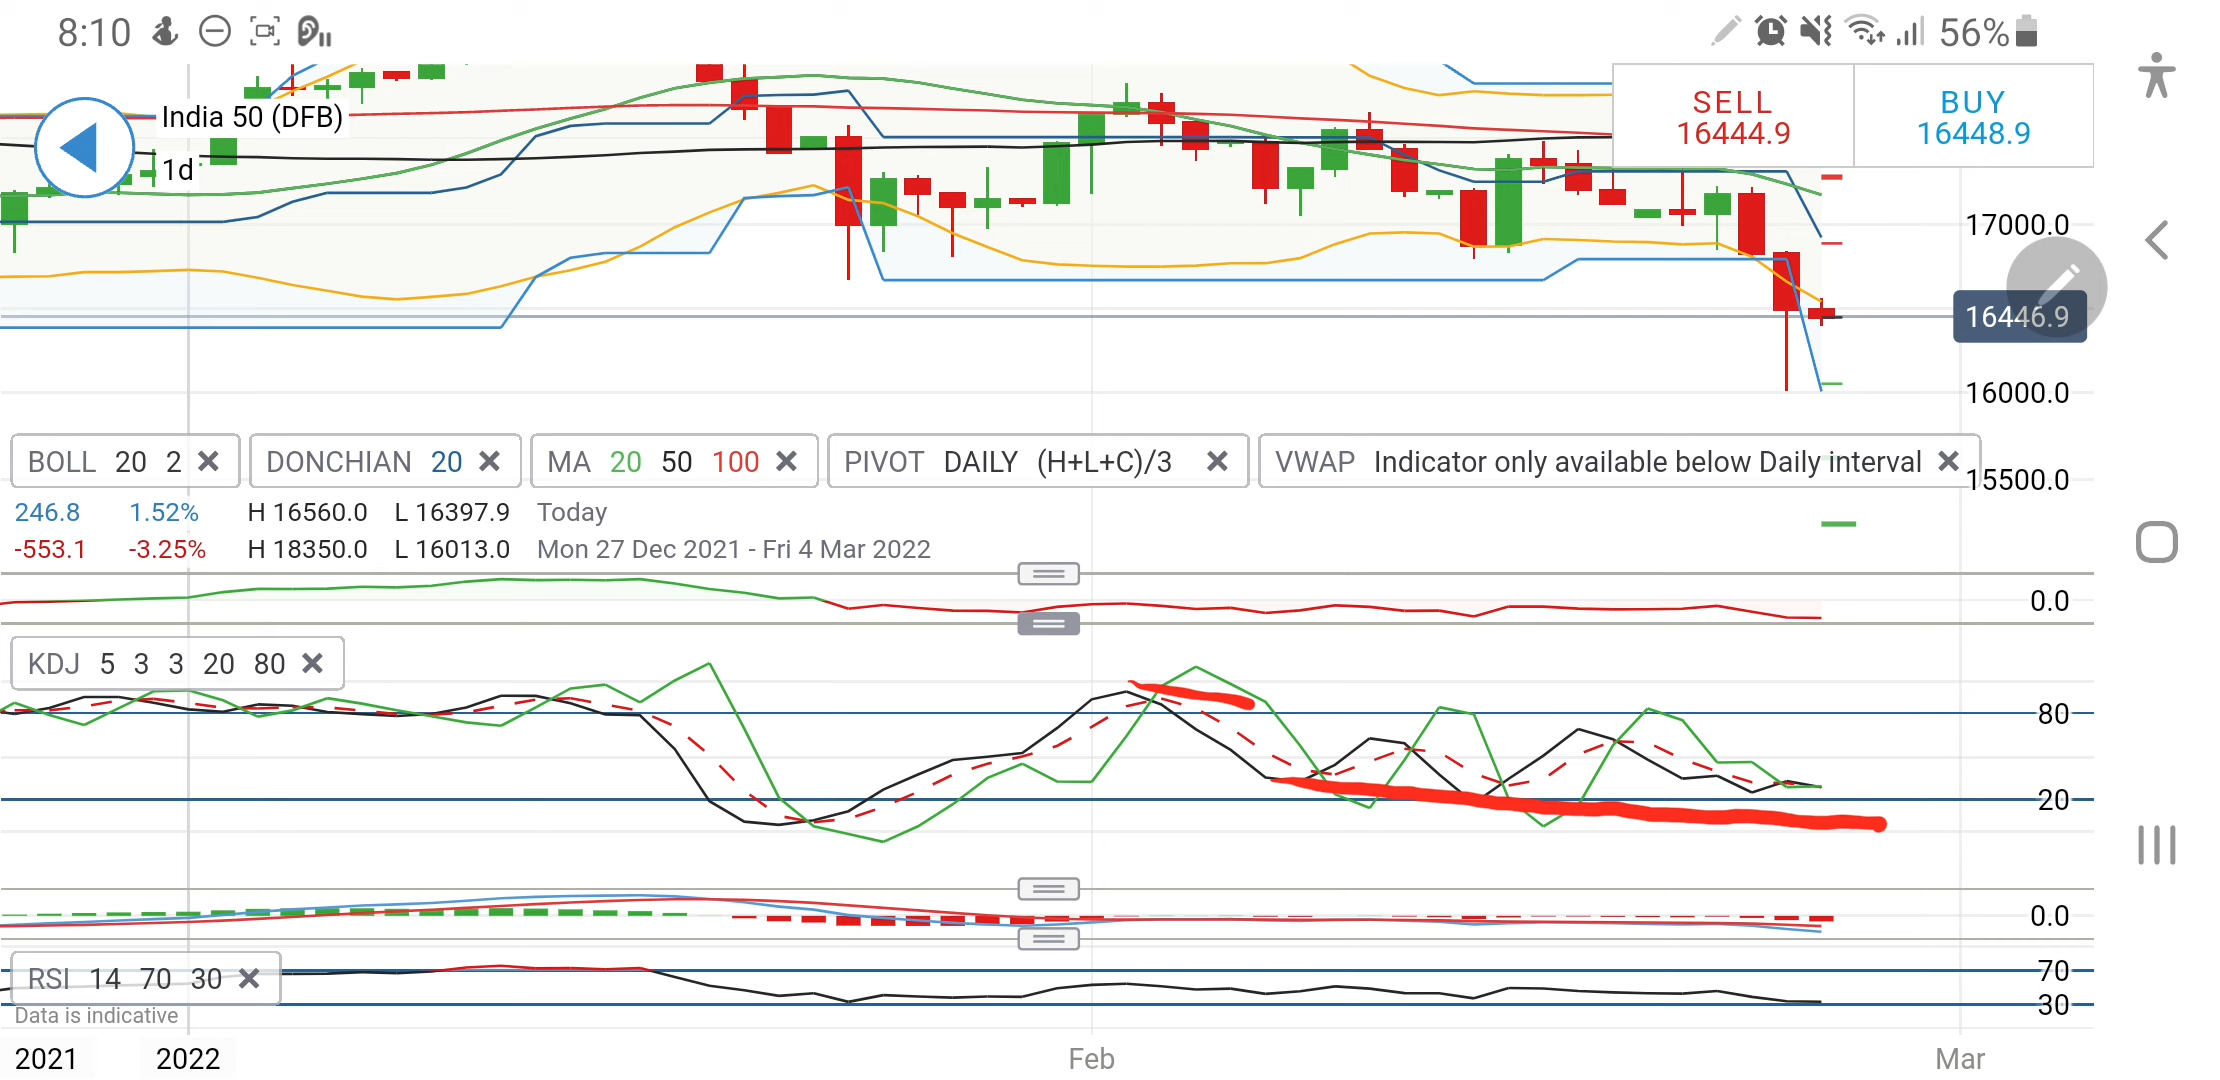 8:10
56%
India 50 (DFB)
1d
SELL
16444.9
BUY
16448.9
17000.0
16446.9
16000.0
BOLL 20 2 ✕
DONCHIAN 20 ✕
MA 20 50 100 ✕
PIVOT DAILY (H+L+C)/3 ✕
VWAP Indicator only available below Daily interval ✕
15500.0
246.8 1.52% H 16560.0 L 16397.9 Today
-553.1 -3.25% H 18350.0 L 16013.0 Mon 27 Dec 2021 - Fri 4 Mar 2022
0.0
KDJ 5 3 3 20 80 ✕
80
20
0.0
RSI 14 70 30 ✕
70
30
Data is indicative
2021 2022 Feb Mar